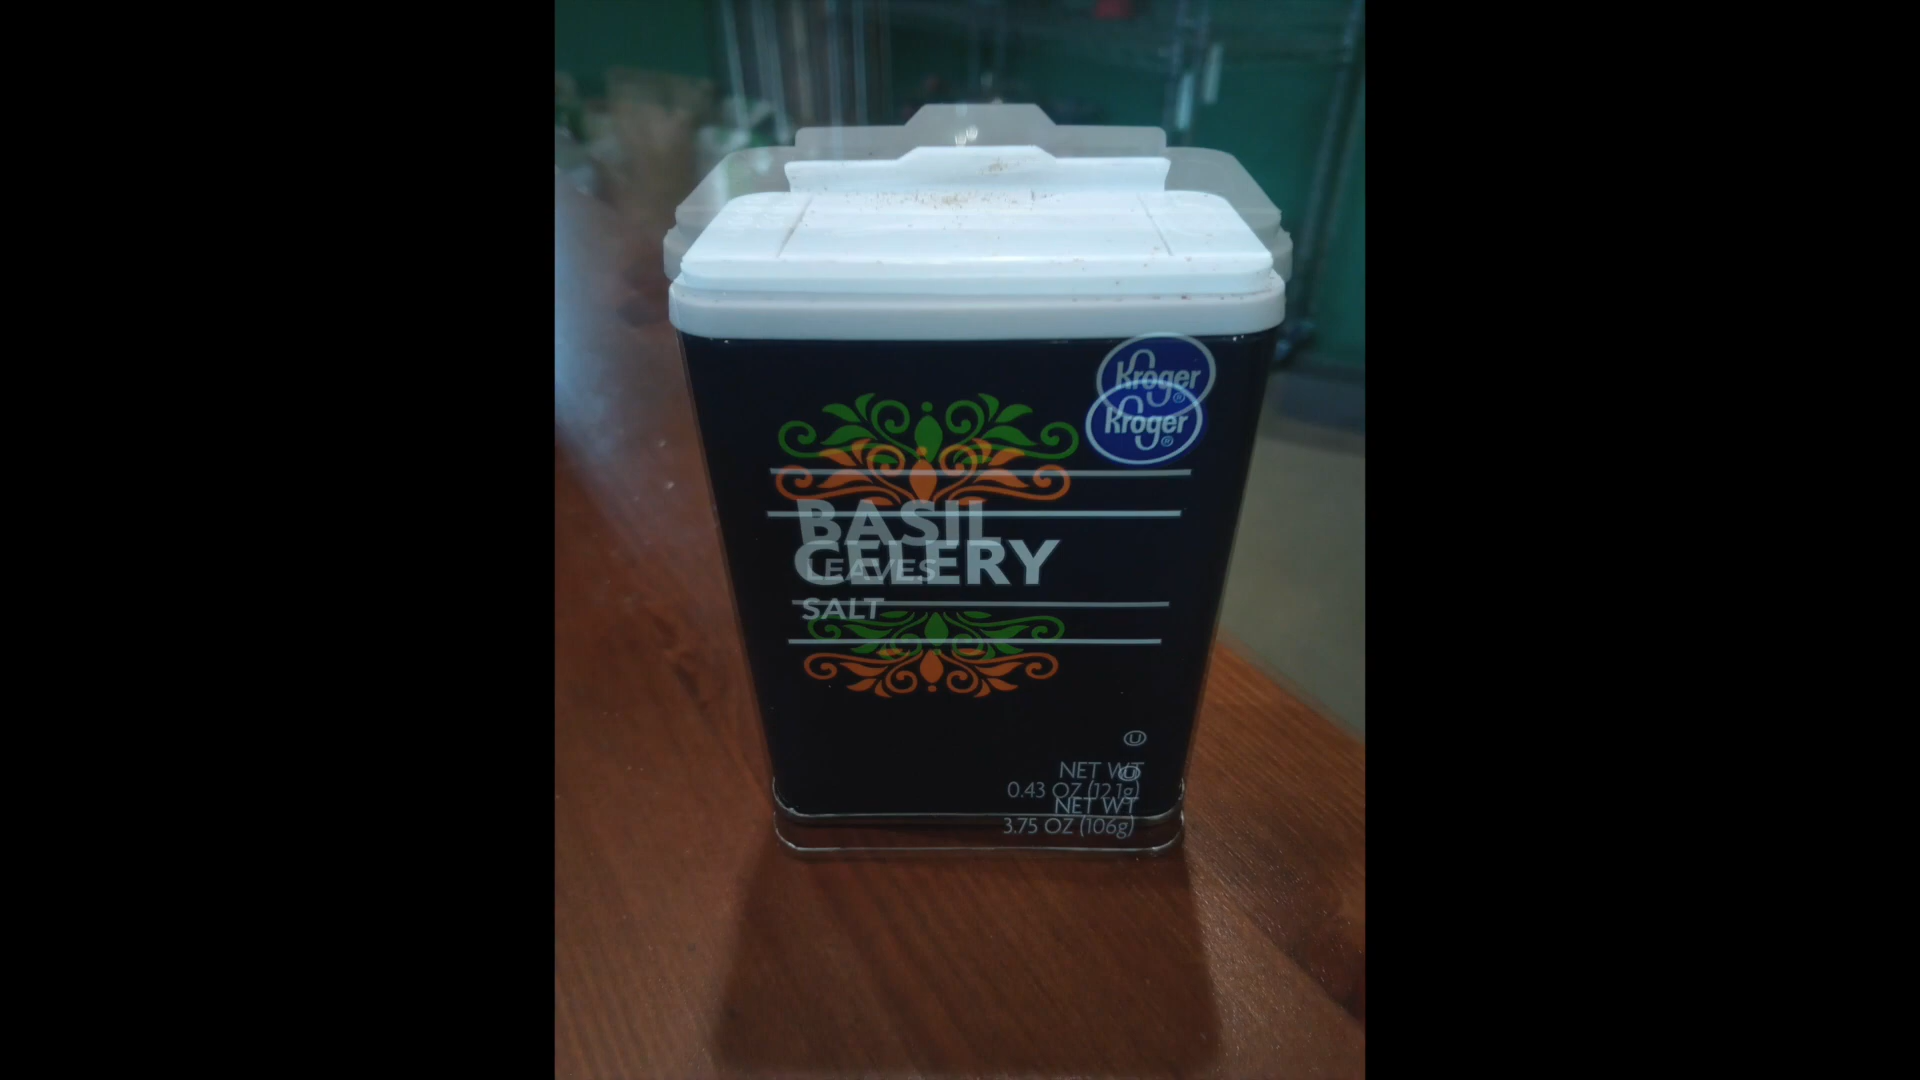 Kroger®
Kroger®
BASIL
CELERY
LEAVES
SALT
U
NET WT
U
0.43 OZ (12.1g)
NET WT
3.75 OZ (106g)